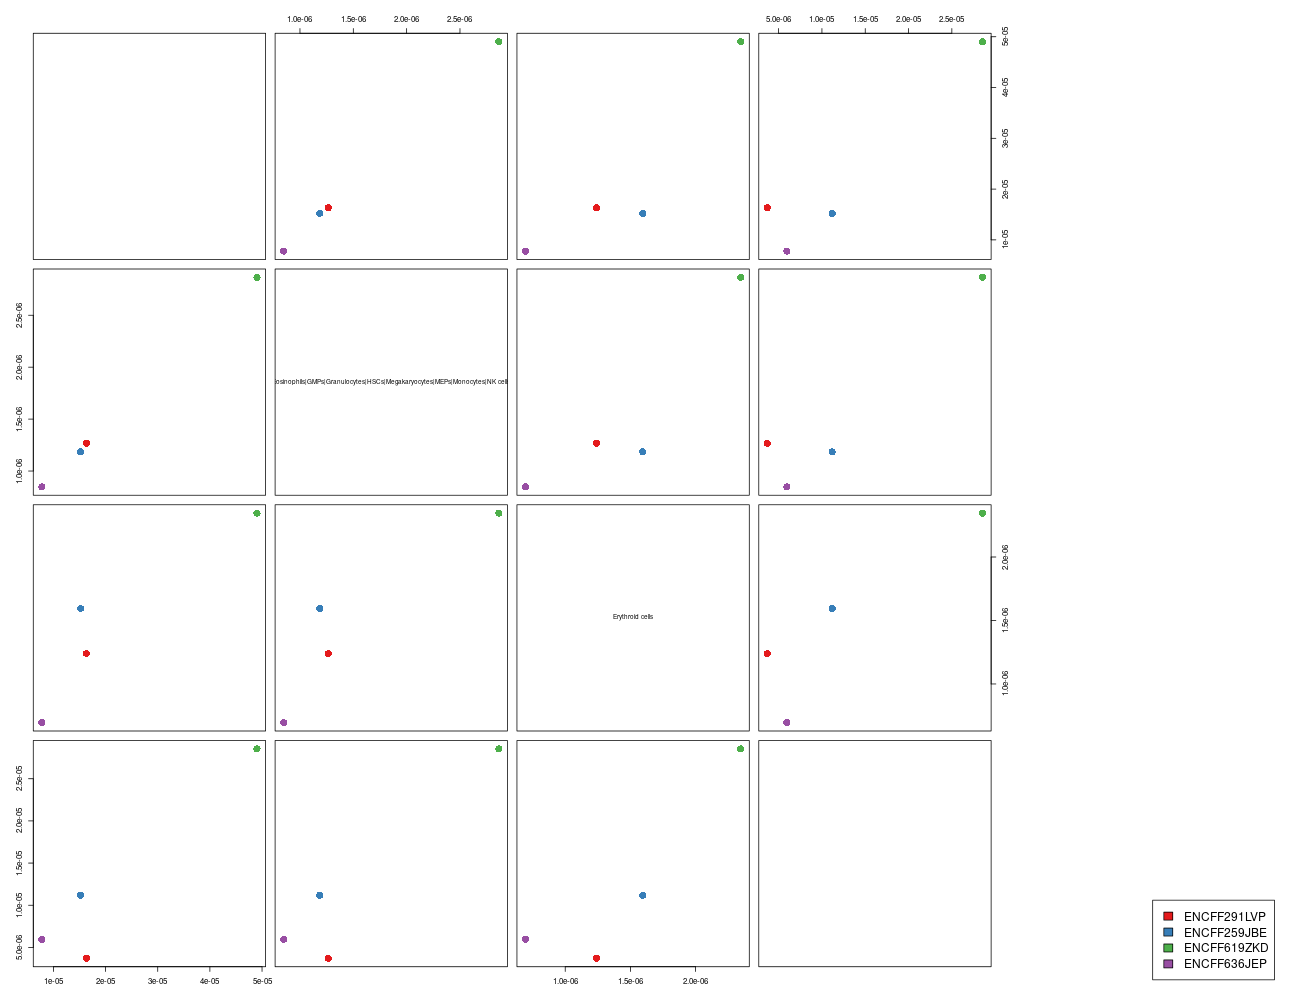 1.0e-06 1.5e-06 2.0e-06 2.5e-06
5.0e-06 1.0e-05 1.5e-05 2.0e-05 2.5e-05
1e-05 2e-05 3e-05 4e-05 5e-05
1.0e-06 1.5e-06 2.0e-06 2.5e-06
osinophils|GMPs|Granulocytes|HSCs|Megakaryocytes|MEPs|Monocytes|NK cell
Erythroid cells
1.0e-06 1.5e-06 2.0e-06
5.0e-06 1.0e-05 1.5e-05 2.0e-05 2.5e-05
1e-05 2e-05 3e-05 4e-05 5e-05
1.0e-06 1.5e-06 2.0e-06
ENCFF291LVP
ENCFF259JBE
ENCFF619ZKD
ENCFF636JEP